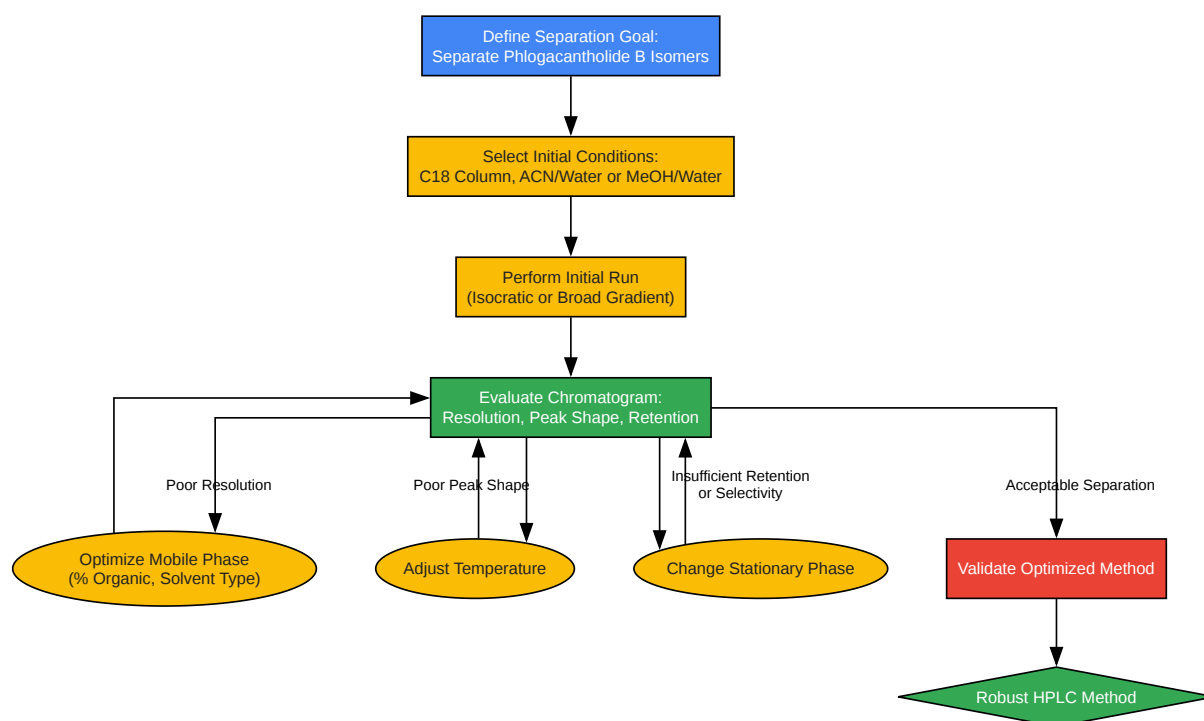 Define Separation Goal:
Separate Phlogacantholide B Isomers
Select Initial Conditions:
C18 Column, ACN/Water or MeOH/Water
Perform Initial Run
(Isocratic or Broad Gradient)
Evaluate Chromatogram:
Resolution, Peak Shape, Retention
Poor Resolution
Poor Peak Shape
Insufficient Retention
or Selectivity
Acceptable Separation
Optimize Mobile Phase
(% Organic, Solvent Type)
Adjust Temperature
Change Stationary Phase
Validate Optimized Method
Robust HPLC Method